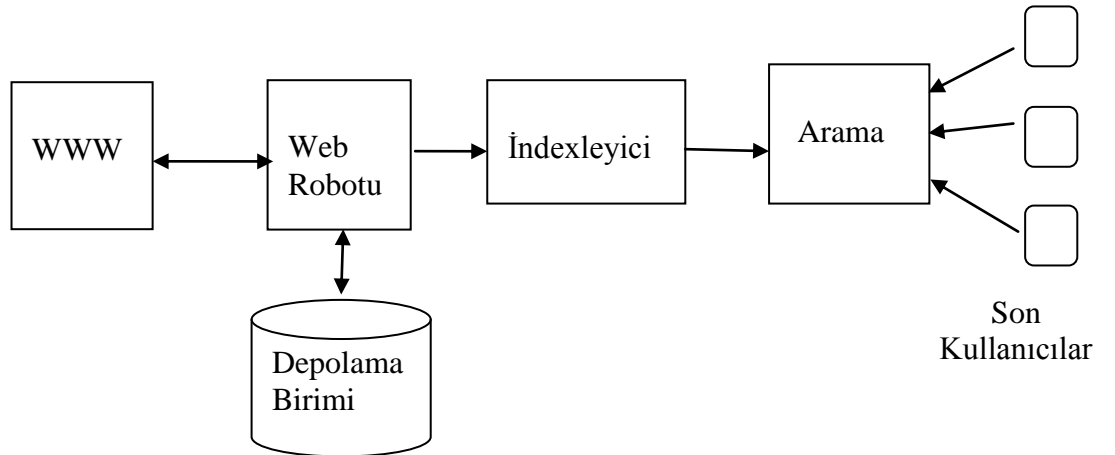 WWW
Web
Robotu
İndexleyici
Arama
Depolama
Birimi
Son
Kullanıcılar